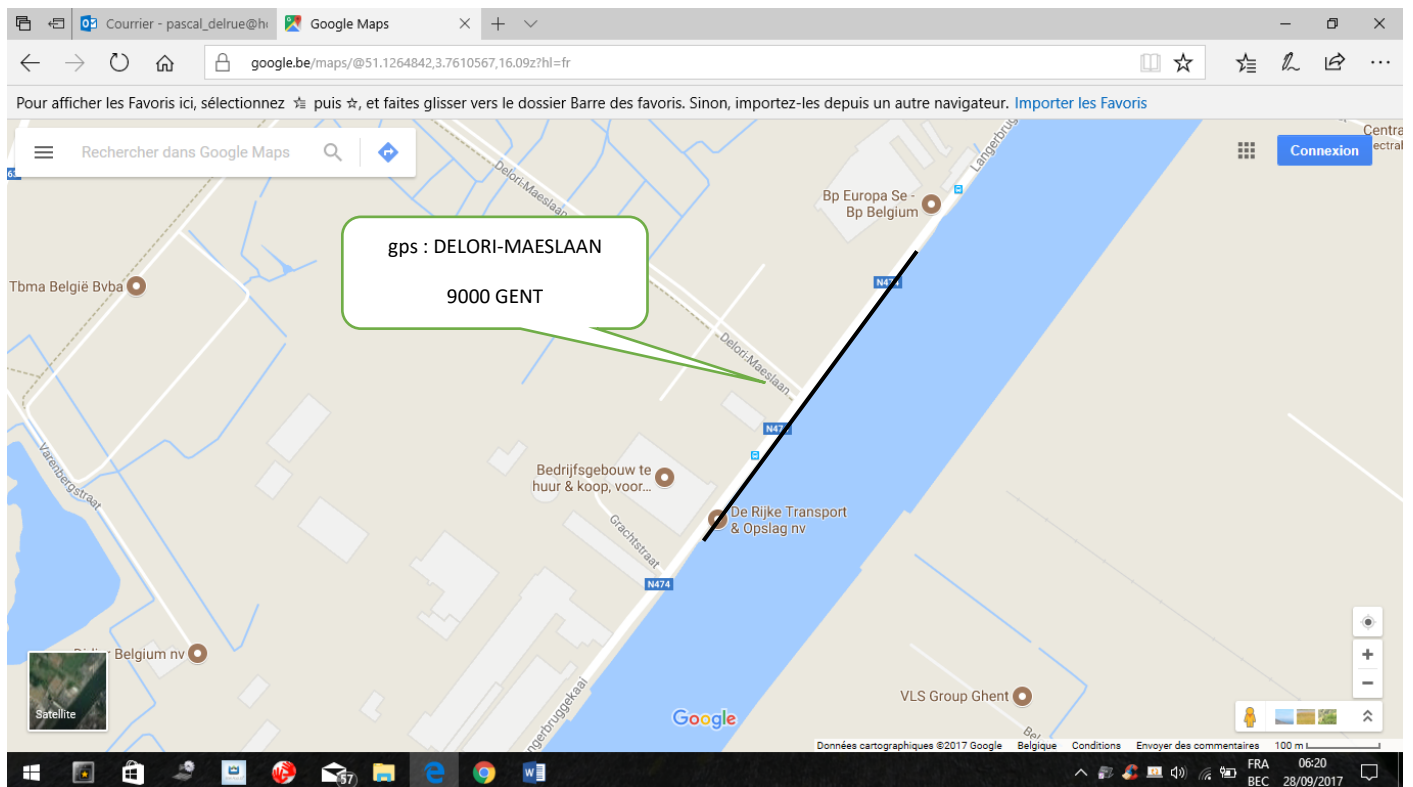 Courrier - pascal_delrue@h
Google Maps
google.be/maps/@51.1264842,3.7610567,16.09z?hl=fr
Pour afficher les Favoris ici, sélectionnez puis ☆, et faites glisser vers le dossier Barre des favoris. Sinon, importez-les depuis un autre navigateur. Importer les Favoris
Rechercher dans Google Maps
Connexion
Centra
ectral
Delori-Maeslaan
Langerbrug
Bp Europa Se -
Bp Belgium
gps : DELORI-MAESLAAN
9000 GENT
Tbma België Bvba
N474
Delori-Maeslaan
N47
Varenbergstraat
Bedrijfsgebouw te
huur & koop, voor...
De Rijke Transport
& Opslag nv
Grachtstraat
N474
Belgium nv
VLS Group Ghent
Satellite
gerbruggekaai
Google
Données cartographiques ©2017 Google Belgique Conditions Envoyer des commentaires 100 m
57
FRA
BEC
06:20
28/09/2017